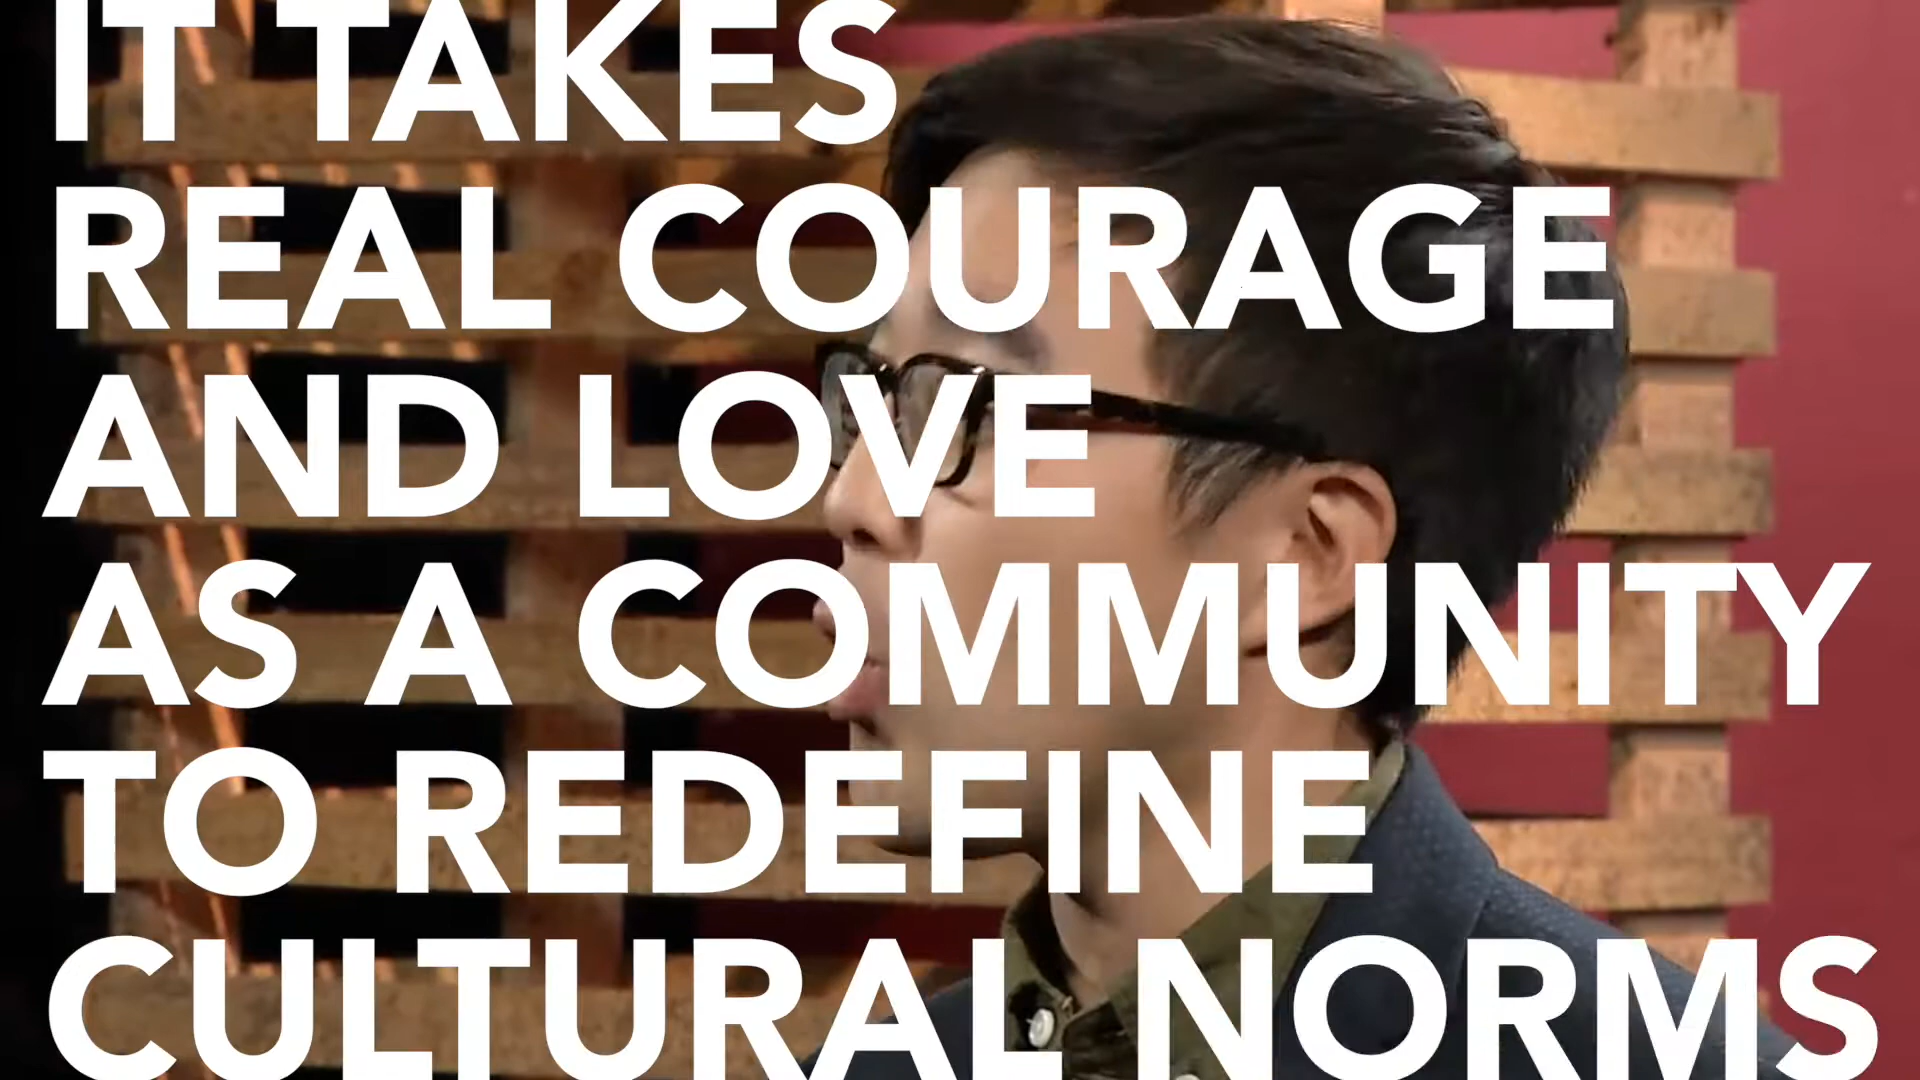 IT TAKES
REAL COURAGE
AND LOVE
AS A COMMUNITY
TO REDEFINE
CULTURAL NORMS